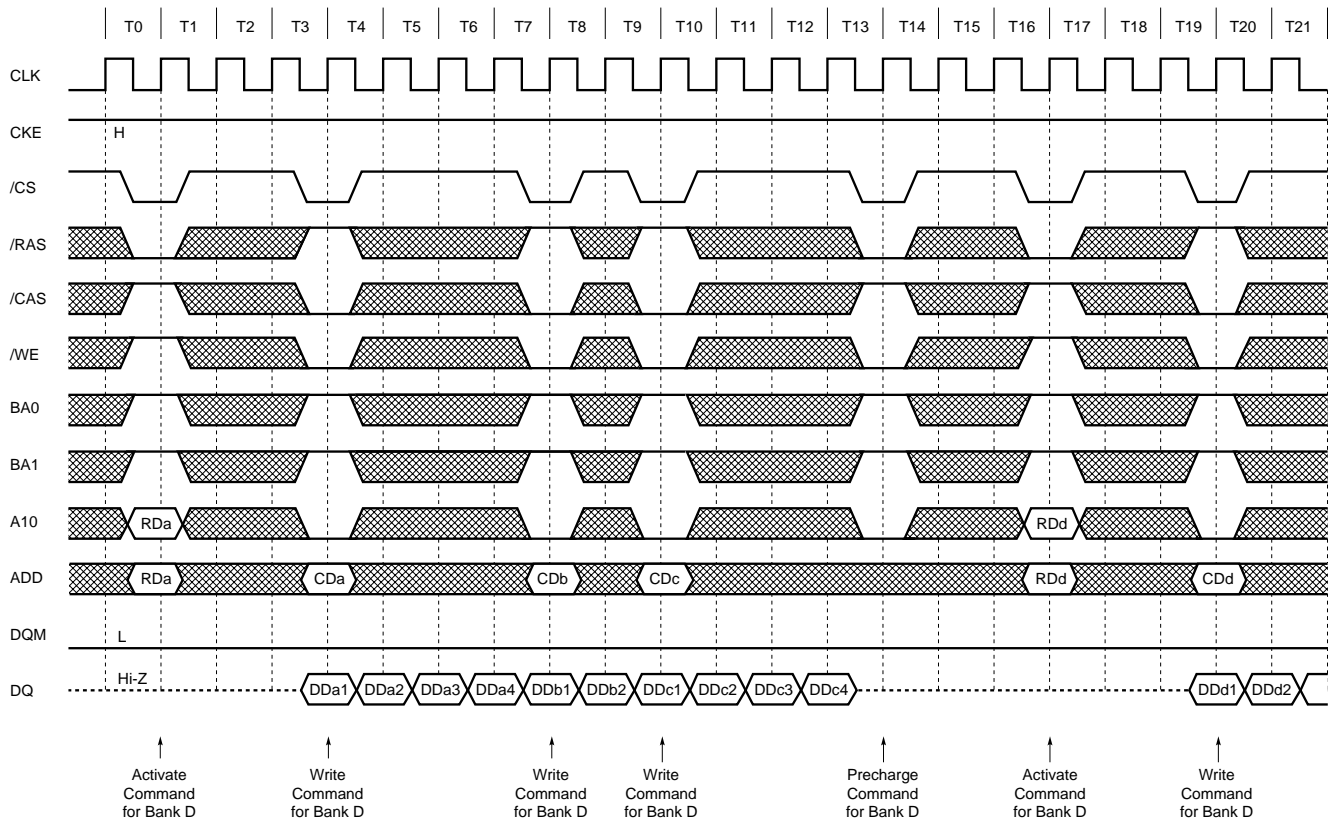 T0 T1 T2 T3 T4 T5 T6 T7 T8 T9 T10 T11 T12 T13 T14 T15 T16 T17 T18 T19 T20 T21
CLK
CKE H
/CS
/RAS
/CAS
/WE
BA0
BA1
A10 RDa RDd
ADD RDa CDa CDb CDc RDd CDd
DQM L
DQ Hi-Z DDa1 DDa2 DDa3 DDa4 DDb1 DDb2 DDc1 DDc2 DDc3 DDc4 DDd1 DDd2
Activate Command for Bank D
Write Command for Bank D
Write Command for Bank D
Write Command for Bank D
Precharge Command for Bank D
Activate Command for Bank D
Write Command for Bank D